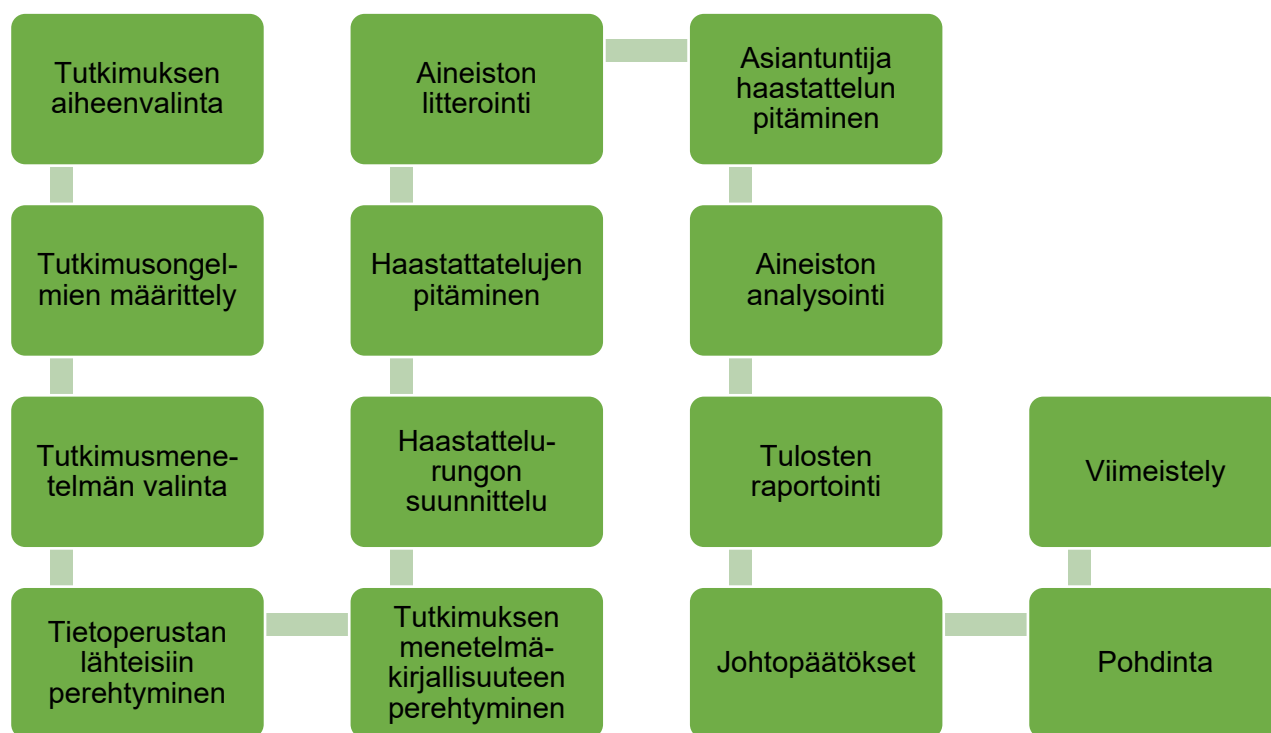 Tutkimuksen
aiheenvalinta
Tutkimusongel-
mien määrittely
Tutkimusmene-
telmän valinta
Tietoperustan
lähteisiin
perehtyminen
Tutkimuksen
menetelmä-
kirjallisuuteen
perehtyminen
Haastattelu-
rungon
suunnittelu
Haastattatelujen
pitäminen
Aineiston
litterointi
Asiantuntija
haastattelun
pitäminen
Aineiston
analysointi
Tulosten
raportointi
Johtopäätökset
Pohdinta
Viimeistely